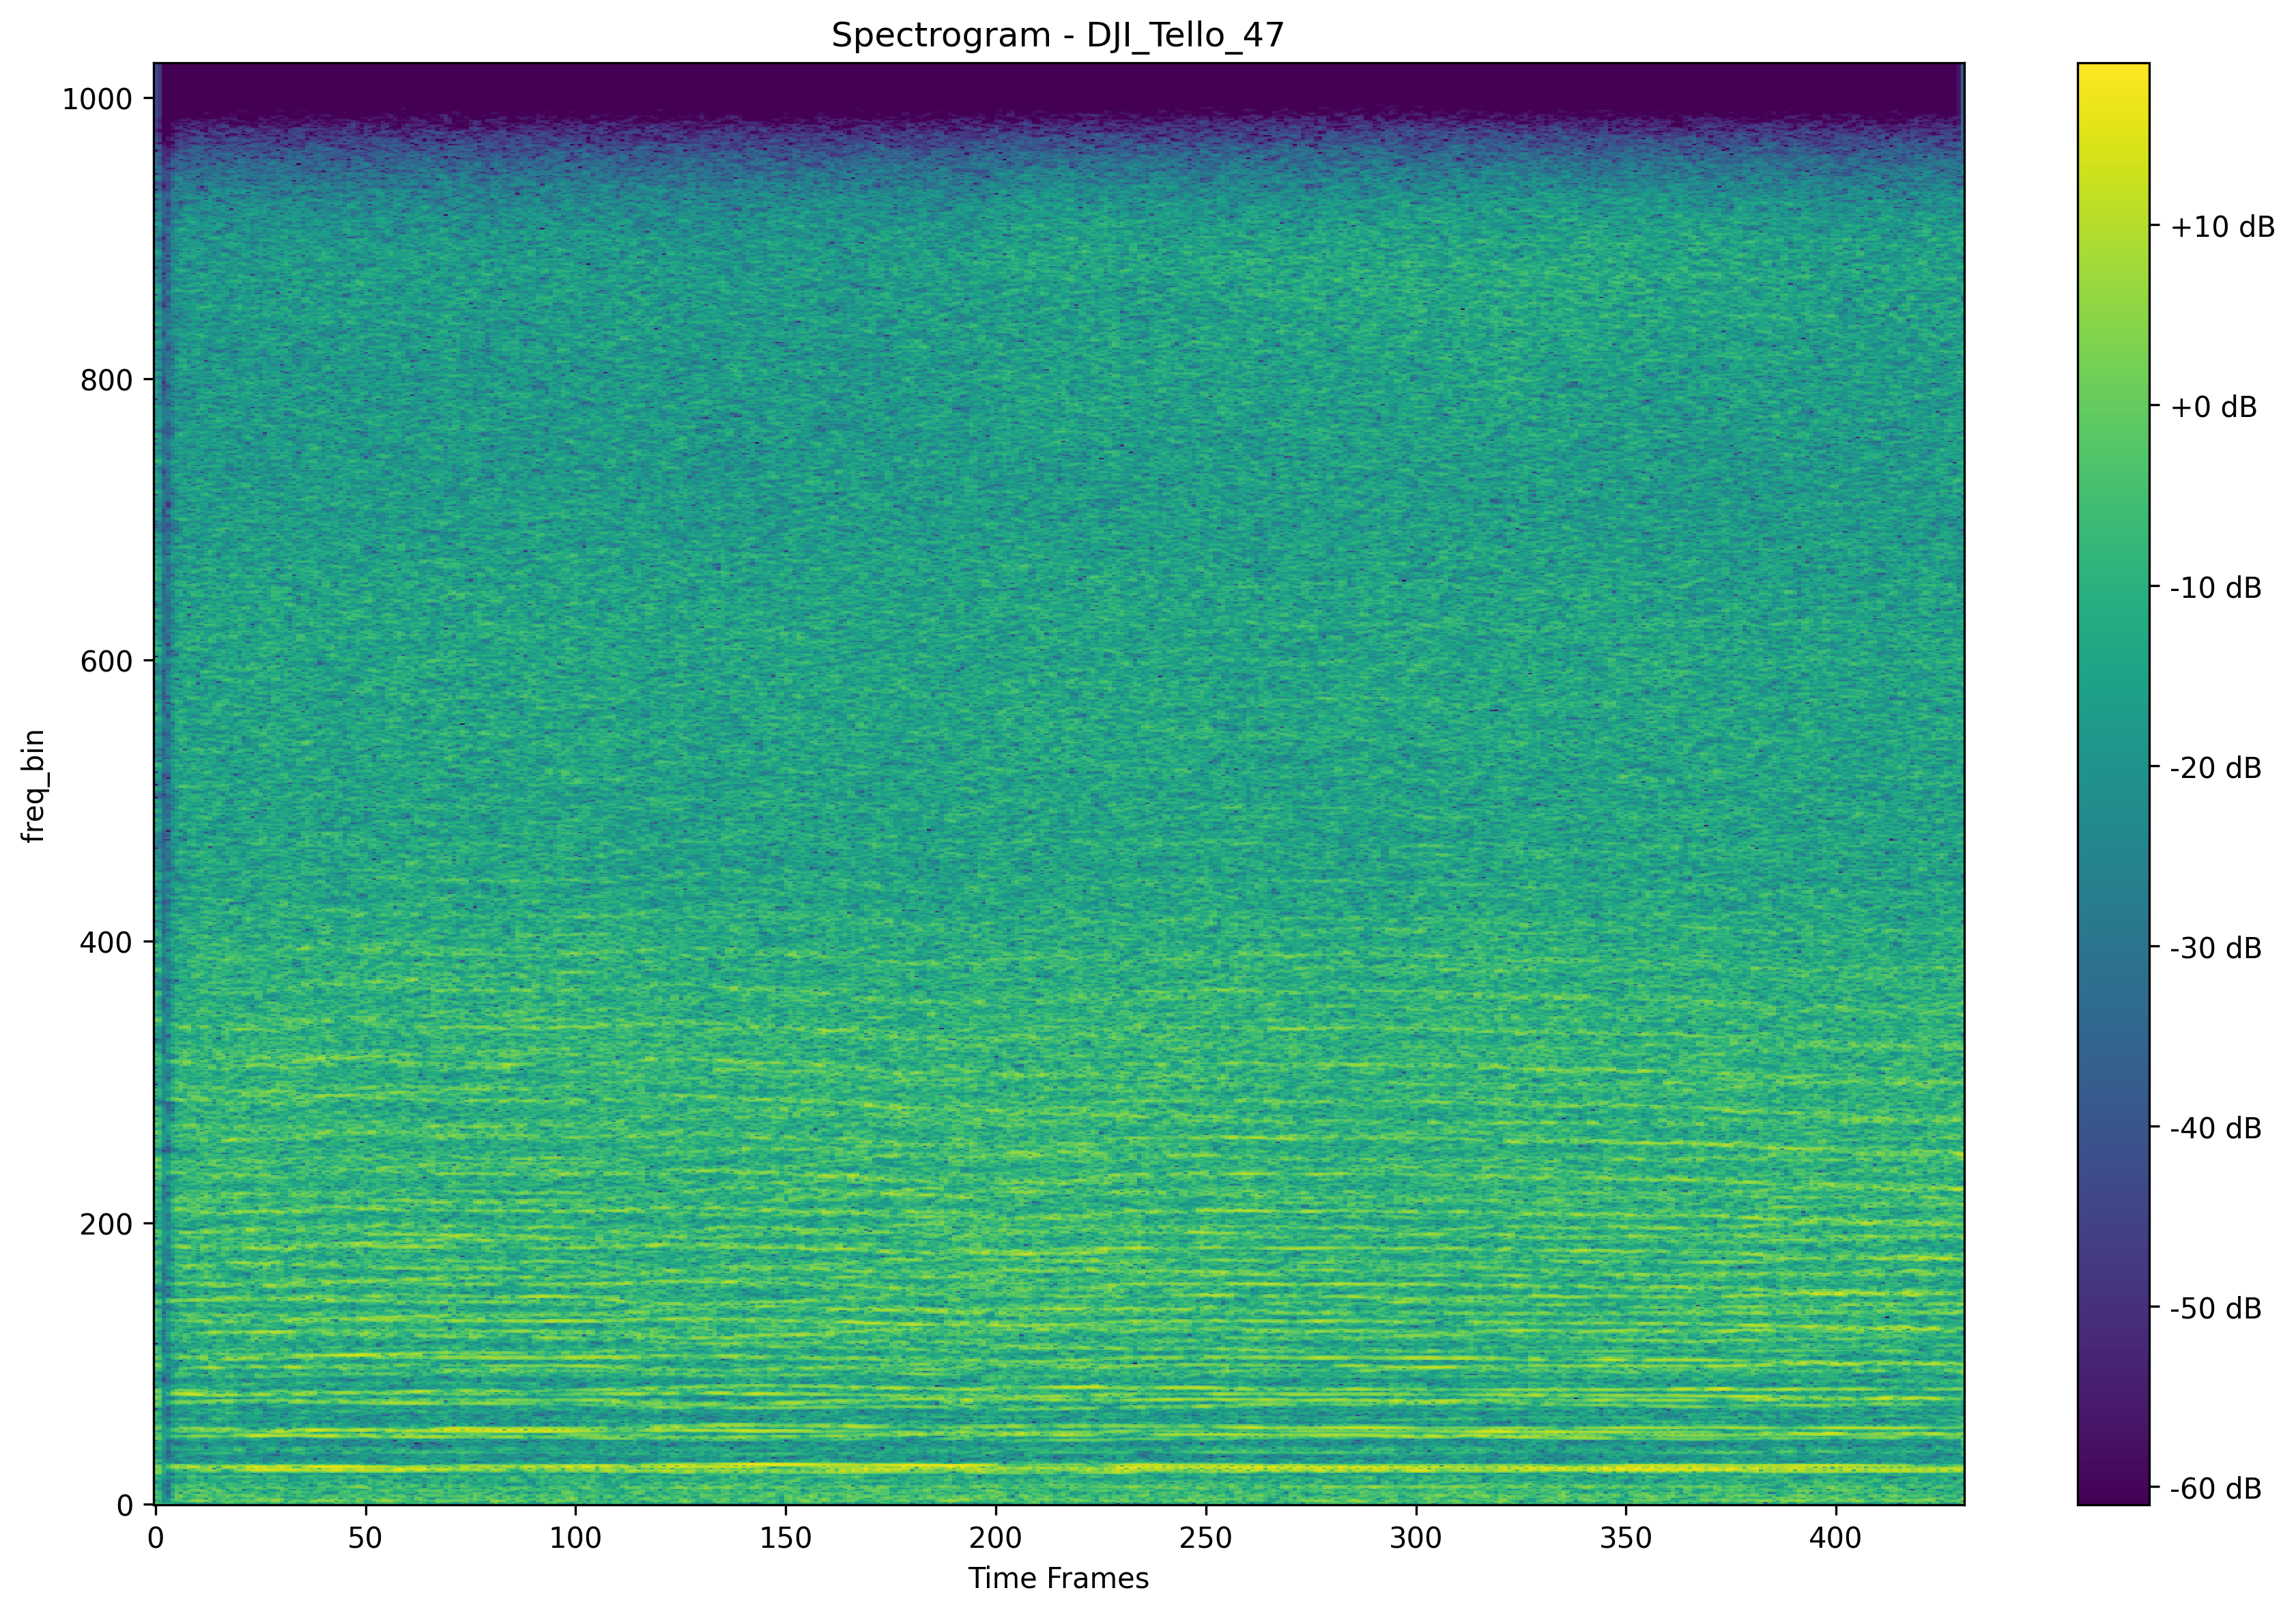 Spectrogram - DJI_Tello_47
1000
800
600
400
200
0
freq_bin
0 50 100 150 200 250 300 350 400
Time Frames
+10 dB
+0 dB
-10 dB
-20 dB
-30 dB
-40 dB
-50 dB
-60 dB